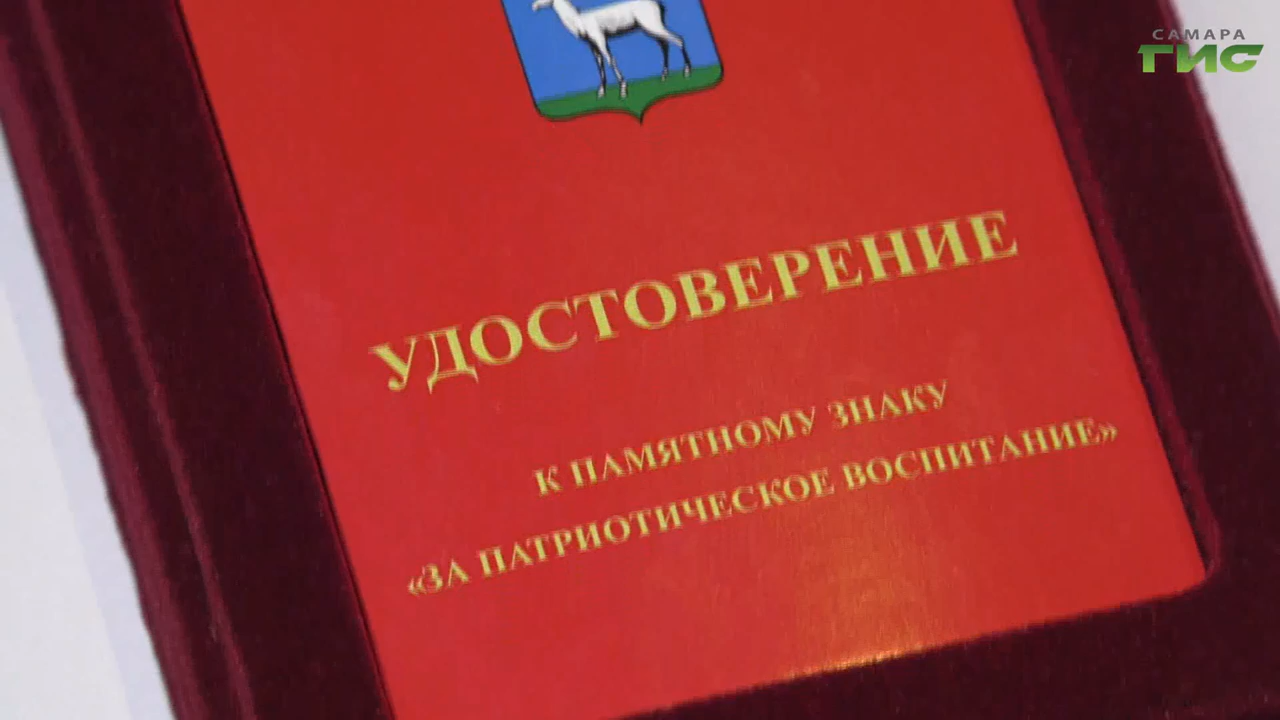 САМАРА
ГИС
УДОСТОВЕРЕНИЕ
К ПАМЯТНОМУ ЗНАКУ
«ЗА ПАТРИОТИЧЕСКОЕ ВОСПИТАНИЕ»